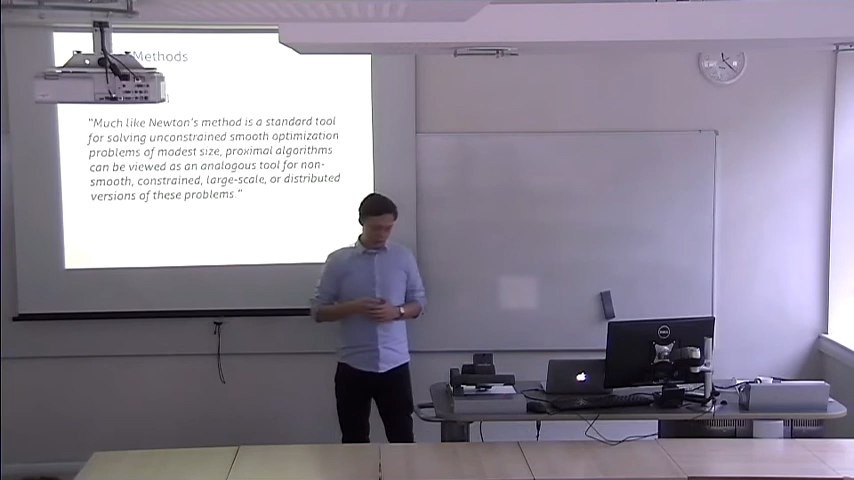 Methods
"Much like Newton's method is a standard tool
for solving unconstrained smooth optimization
problems of modest size, proximal algorithms
can be viewed as an analogous tool for non-
smooth, constrained, large-scale, or distributed
versions of these problems."
DELL